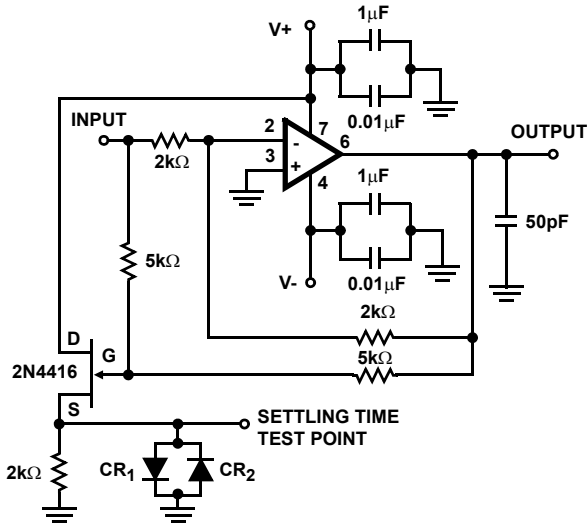 1μF
V+
0.01μF
INPUT
2kΩ
2
7
6
-
3
+
4
OUTPUT
1μF
50pF
5kΩ
V-
0.01μF
2kΩ
D
G
5kΩ
2N4416
S
SETTLING TIME
TEST POINT
2kΩ
CR1
CR2